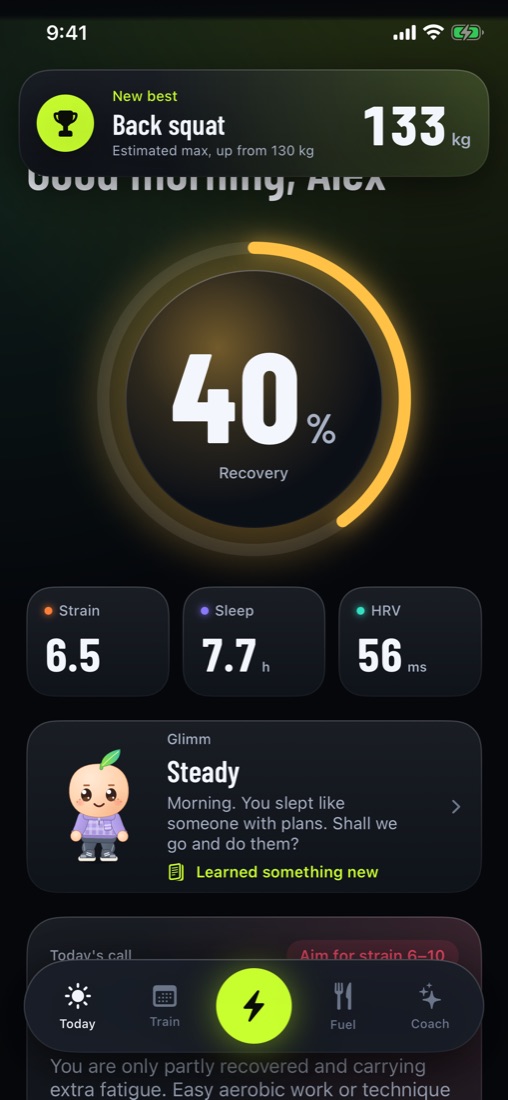 9:41
New best
Back squat
Estimated max, up from 130 kg
133 kg
Good morning, Alex
40%
Recovery
Strain
6.5
Sleep
7.7 h
HRV
56 ms
Glimm
Steady
Morning. You slept like
someone with plans. Shall we
go and do them?
Learned something new
Today's call
Aim for strain 6–10
Today
Train
Fuel
Coach
You are only partly recovered and carrying
extra fatigue. Easy aerobic work or technique